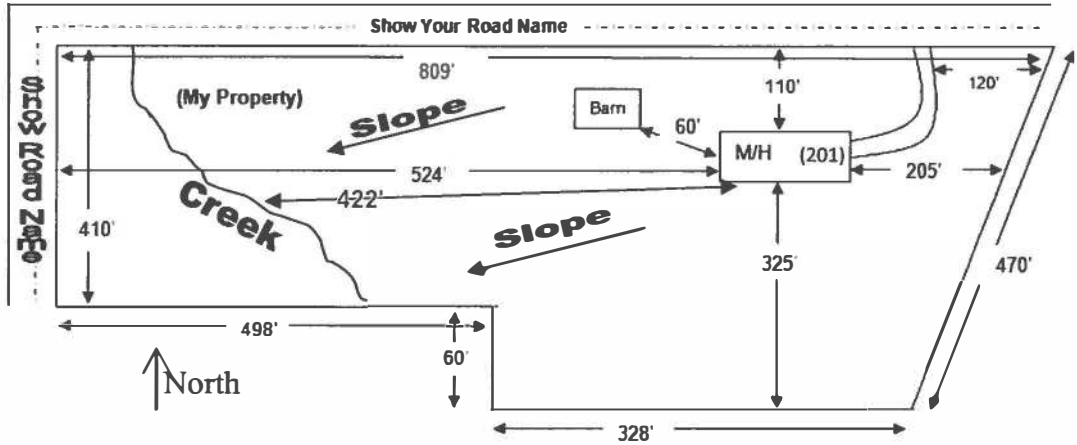 Show Your Road Name
Show Road Name
809'
(My Property)
Slope
Barn
60'
110'
120'
M/H (201)
524'
205'
422'
Creek
410'
Slope
325'
470'
498'
60'
North
328'